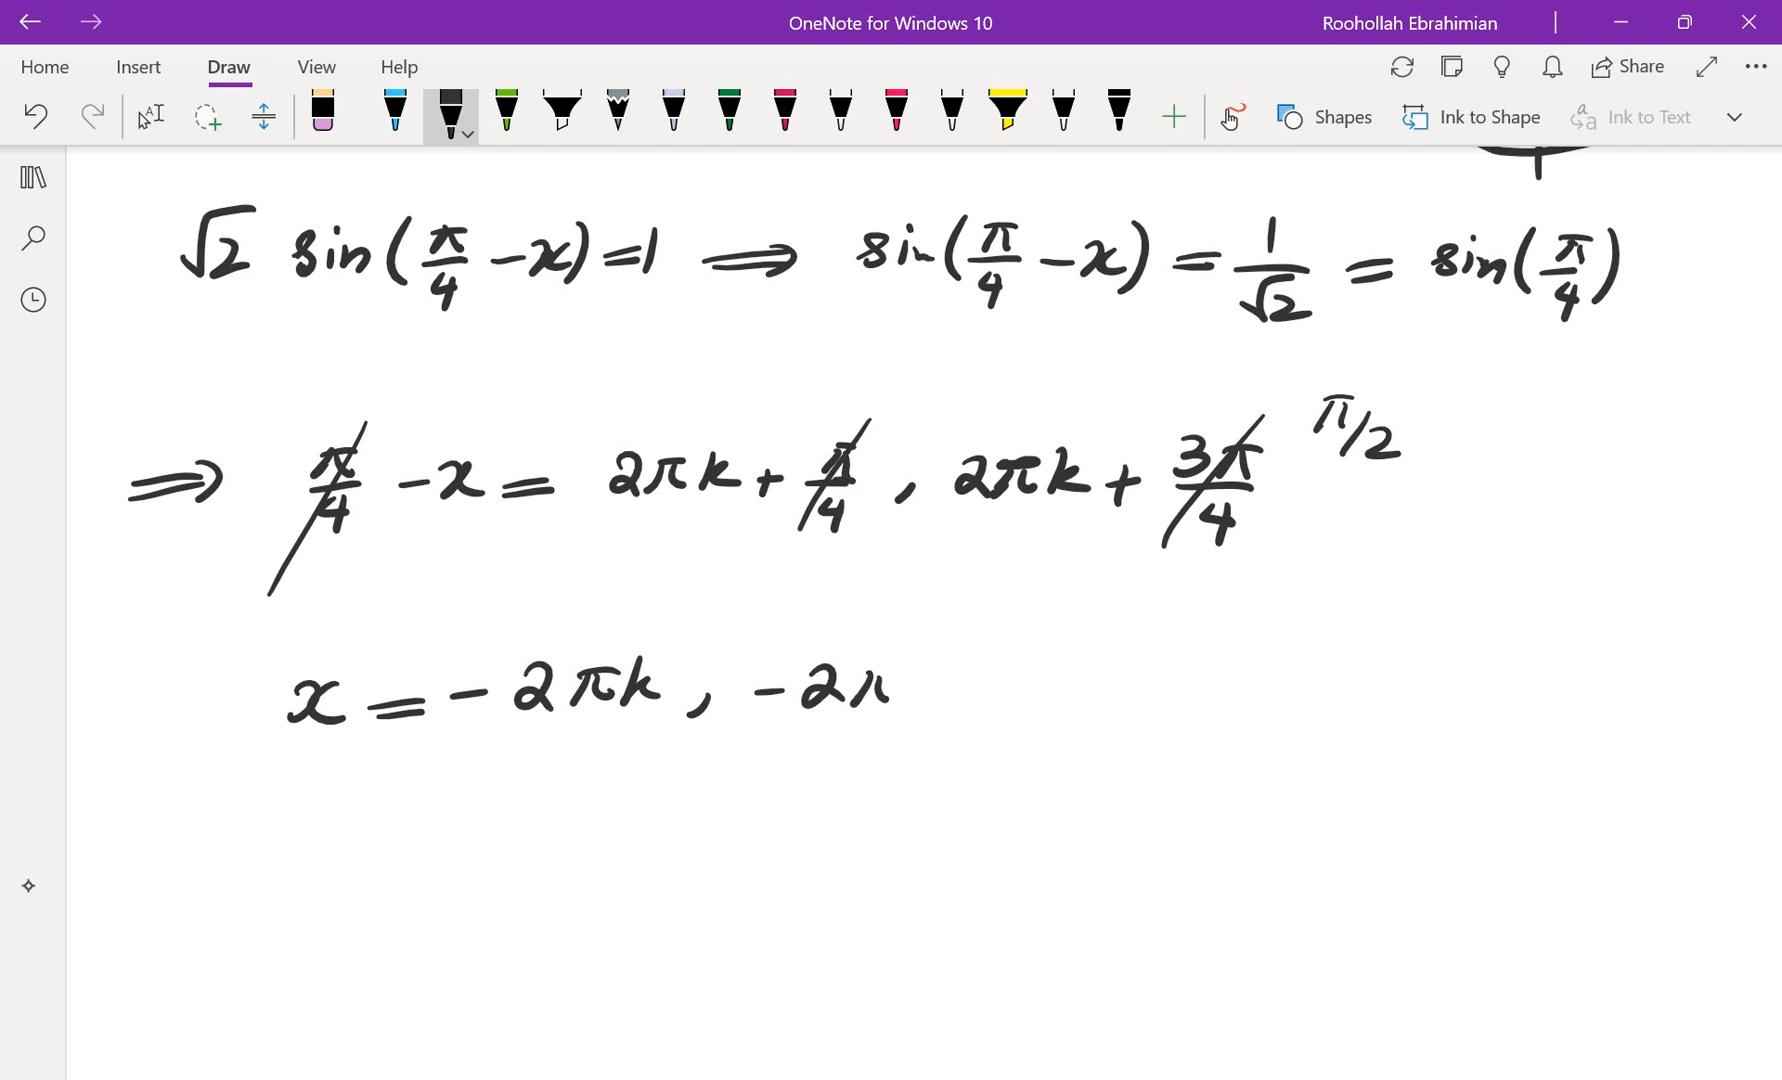 OneNote for Windows 10
Roohollah Ebrahimian
Home Insert Draw View Help
Share
Shapes Ink to Shape Ink to Text
√2 sin(π/4 -x)=1 ⟹ sin(π/4 -x) = 1/√2 = sin(π/4)
⟹ π/4 -x = 2πk + π/4 , 2πk + 3π/4 π/2
x = - 2πk , - 2π